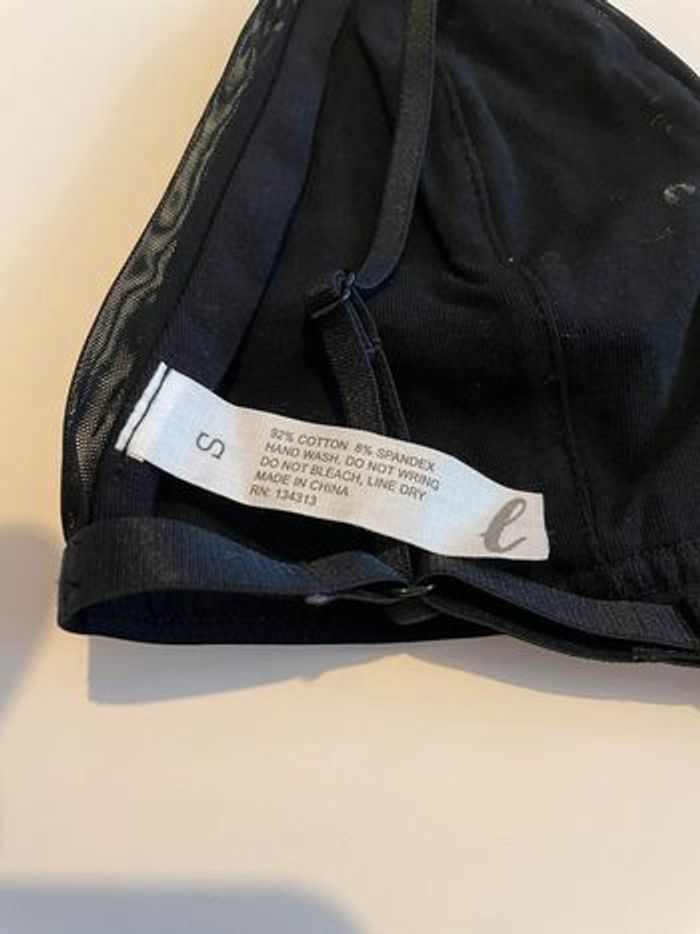 S
92% COTTON 8% SPANDEX
HAND WASH, DO NOT WRING
DO NOT BLEACH, LINE DRY
MADE IN CHINA
RN: 134313
l